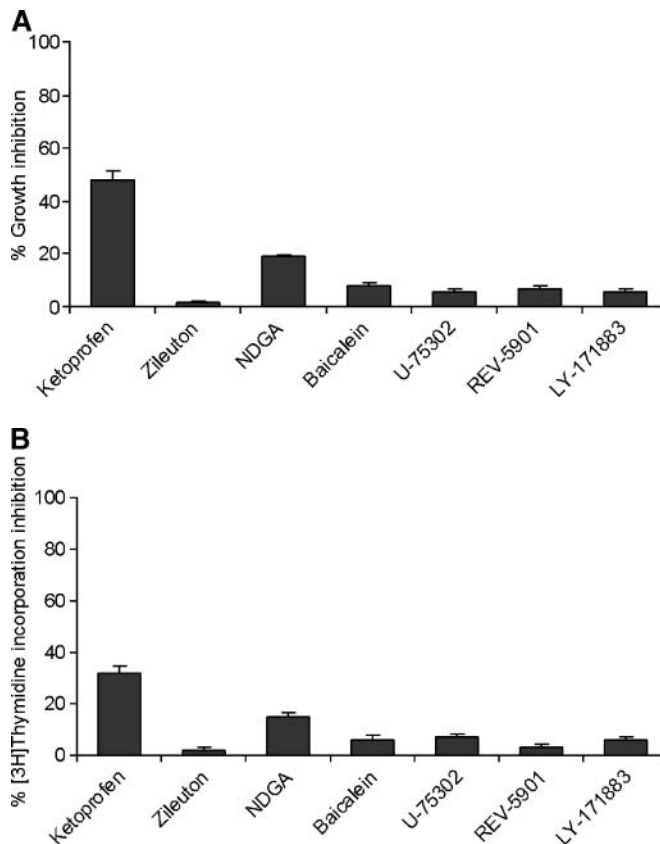 A
% Growth inhibition
100
80
60
40
20
0
Ketoprofen
Zileuton
NDGA
Baicalein
U-75302
REV-5901
LY-171883
B
% [3H]Thymidine incorporation inhibition
100
80
60
40
20
0
Ketoprofen
Zileuton
NDGA
Baicalein
U-75302
REV-5901
LY-171883